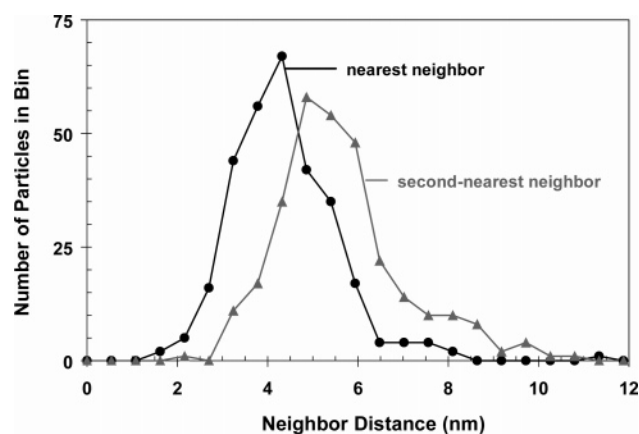 75
50
25
0
Number of Particles in Bin
nearest neighbor
second-nearest neighbor
0 2 4 6 8 10 12
Neighbor Distance (nm)